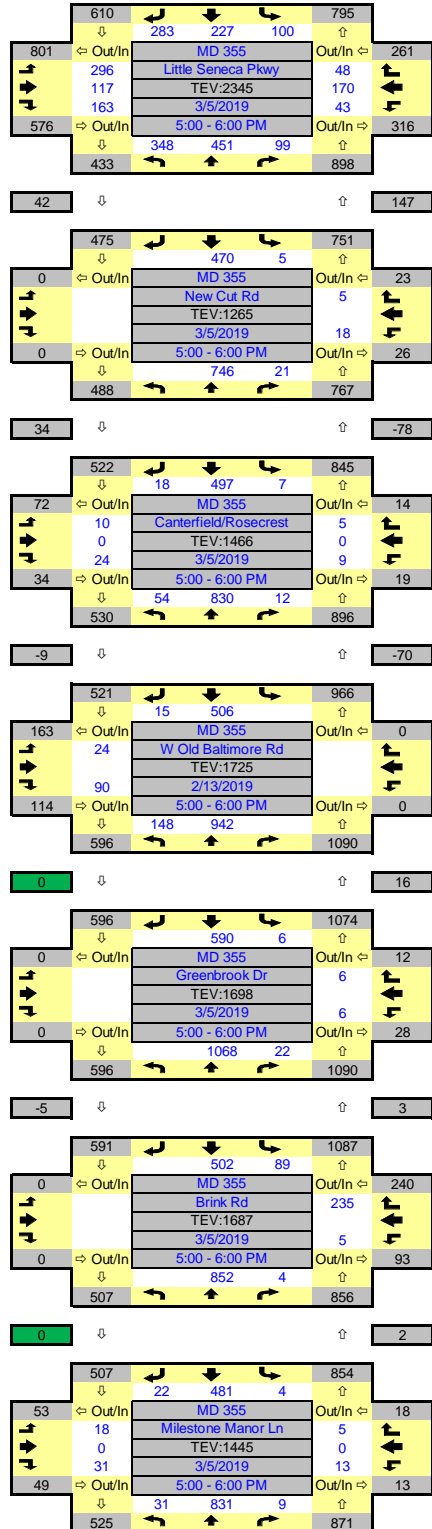 610 795
⇩ 283 227 100 ⇧
801 ⇦ Out/In MD 355 Out/In ⇦ 261
296 Little Seneca Pkwy 48
117 TEV:2345 170
163 3/5/2019 43
576 ⇨ Out/In 5:00 - 6:00 PM Out/In ⇨ 316
⇩ 348 451 99 ⇧
433 898
42 ⇩ ⇧ 147
475 751
⇩ 470 5 ⇧
0 ⇦ Out/In MD 355 Out/In ⇦ 23
New Cut Rd 5
TEV:1265
3/5/2019 18
0 ⇨ Out/In 5:00 - 6:00 PM Out/In ⇨ 26
⇩ 746 21 ⇧
488 767
34 ⇩ ⇧ -78
522 845
⇩ 18 497 7 ⇧
72 ⇦ Out/In MD 355 Out/In ⇦ 14
10 Canterfield/Rosecrest 5
0 TEV:1466 0
24 3/5/2019 9
34 ⇨ Out/In 5:00 - 6:00 PM Out/In ⇨ 19
⇩ 54 830 12 ⇧
530 896
-9 ⇩ ⇧ -70
521 966
⇩ 15 506 ⇧
163 ⇦ Out/In MD 355 Out/In ⇦ 0
24 W Old Baltimore Rd
TEV:1725
90 2/13/2019
114 ⇨ Out/In 5:00 - 6:00 PM Out/In ⇨ 0
⇩ 148 942 ⇧
596 1090
0 ⇩ ⇧ 16
596 1074
⇩ 590 6 ⇧
0 ⇦ Out/In MD 355 Out/In ⇦ 12
Greenbrook Dr 6
TEV:1698
3/5/2019 6
0 ⇨ Out/In 5:00 - 6:00 PM Out/In ⇨ 28
⇩ 1068 22 ⇧
596 1090
-5 ⇩ ⇧ 3
591 1087
⇩ 502 89 ⇧
0 ⇦ Out/In MD 355 Out/In ⇦ 240
Brink Rd 235
TEV:1687
3/5/2019 5
0 ⇨ Out/In 5:00 - 6:00 PM Out/In ⇨ 93
⇩ 852 4 ⇧
507 856
0 ⇩ ⇧ 2
507 854
⇩ 22 481 4 ⇧
53 ⇦ Out/In MD 355 Out/In ⇦ 18
18 Milestone Manor Ln 5
0 TEV:1445 0
31 3/5/2019 13
49 ⇨ Out/In 5:00 - 6:00 PM Out/In ⇨ 13
⇩ 31 831 9 ⇧
525 871